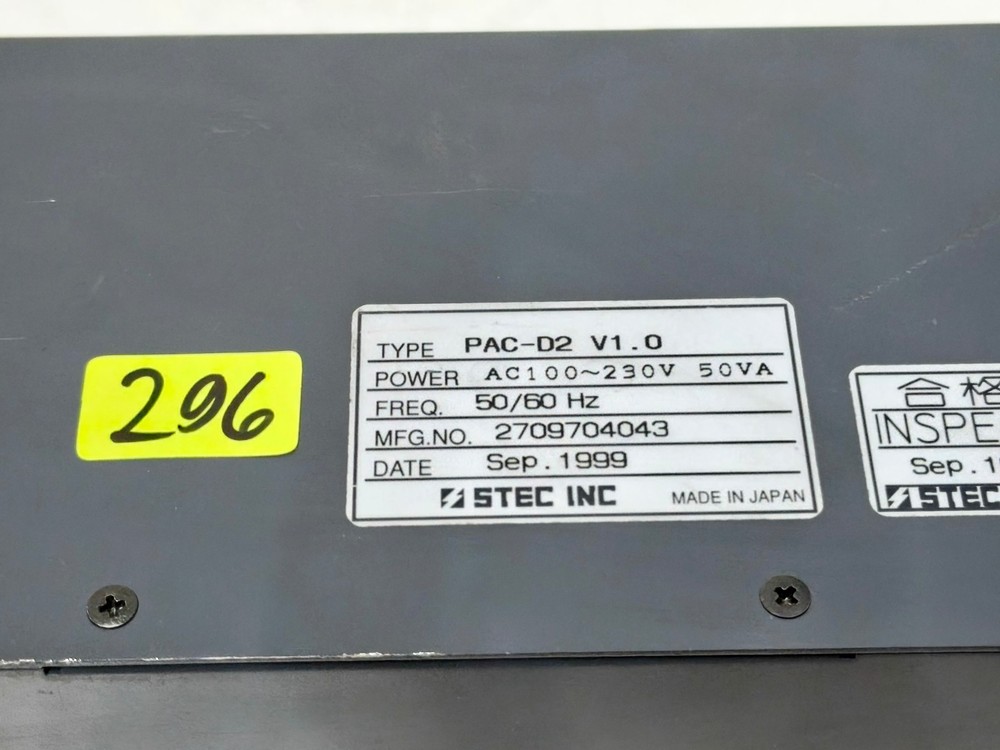 296
TYPE PAC-D2 V1.0
POWER AC100~230V 50VA
FREQ. 50/60 Hz
MFG.NO. 2709704043
DATE Sep.1999
STEC INC MADE IN JAPAN
合格
INSPE
Sep.1
STEC